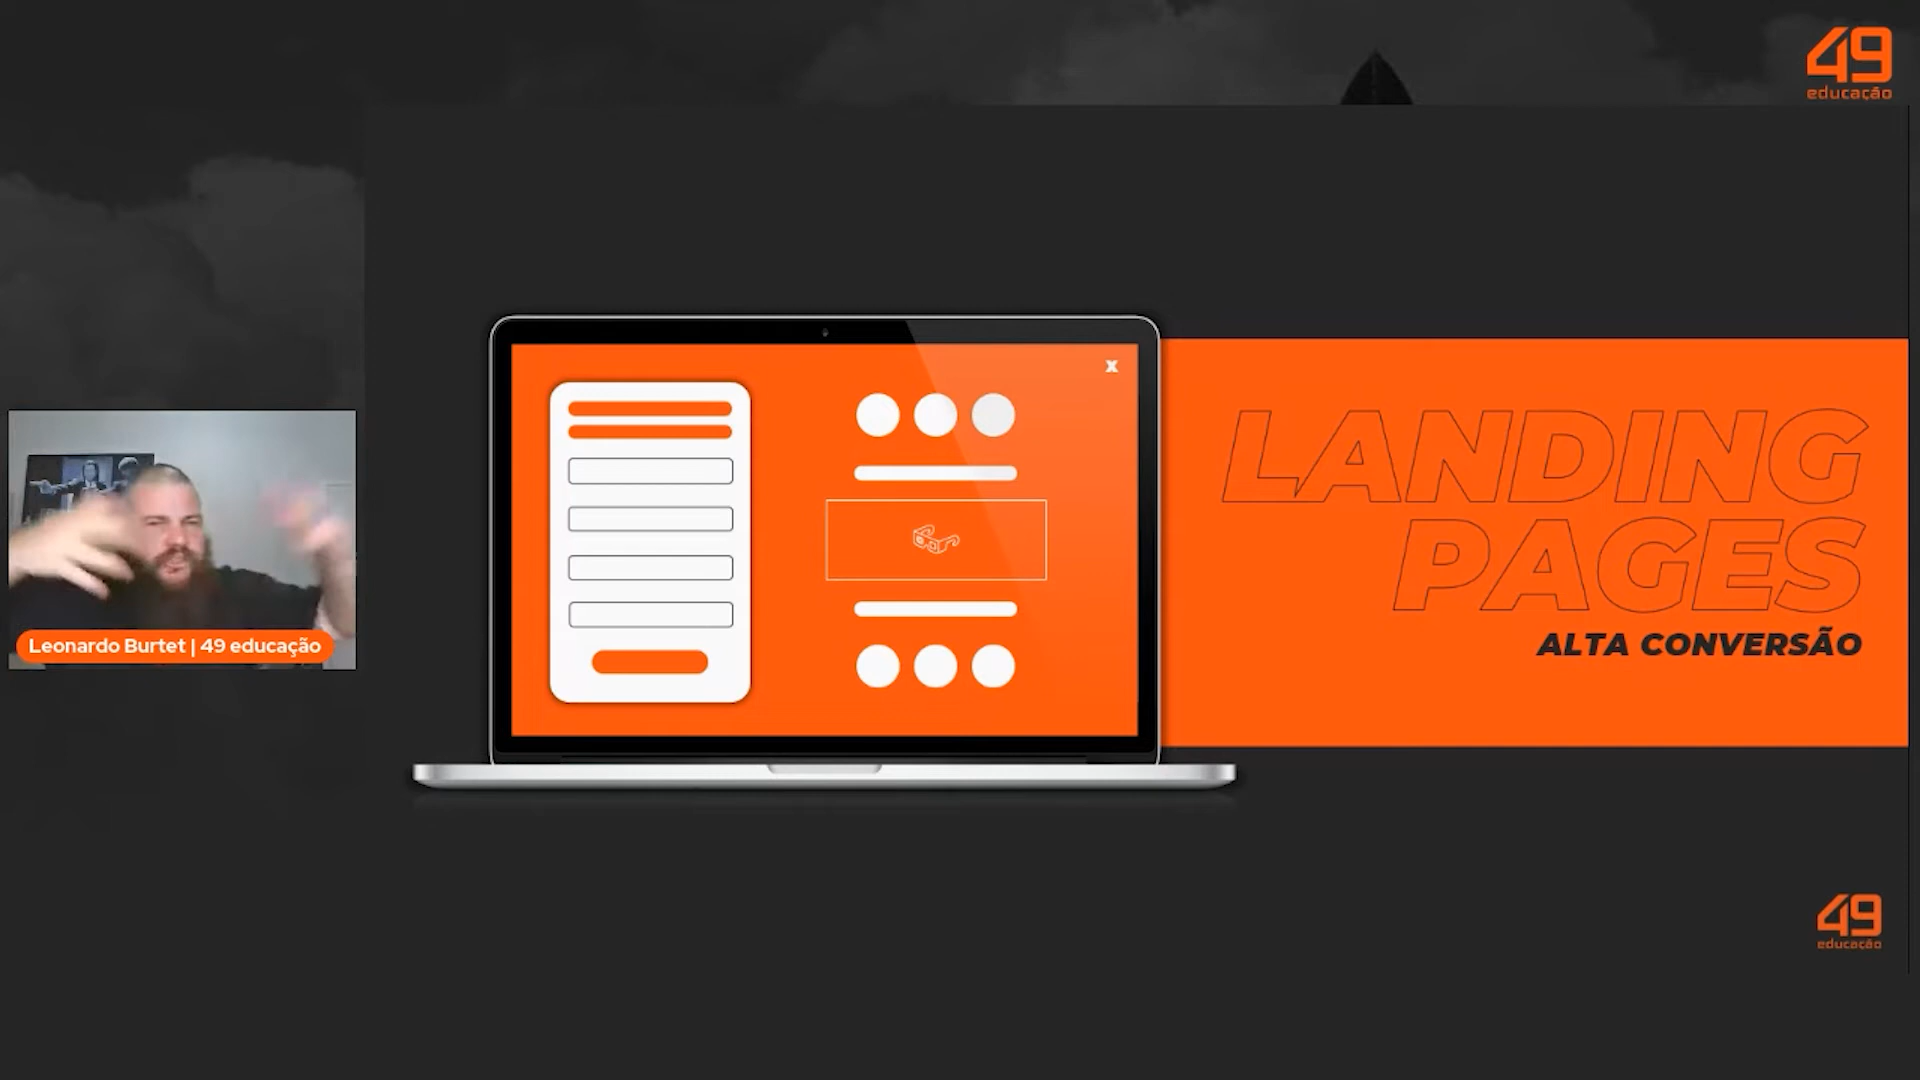 49
educação
x
LANDING
PAGES
ALTA CONVERSÃO
Leonardo Burtet | 49 educação
49
educação